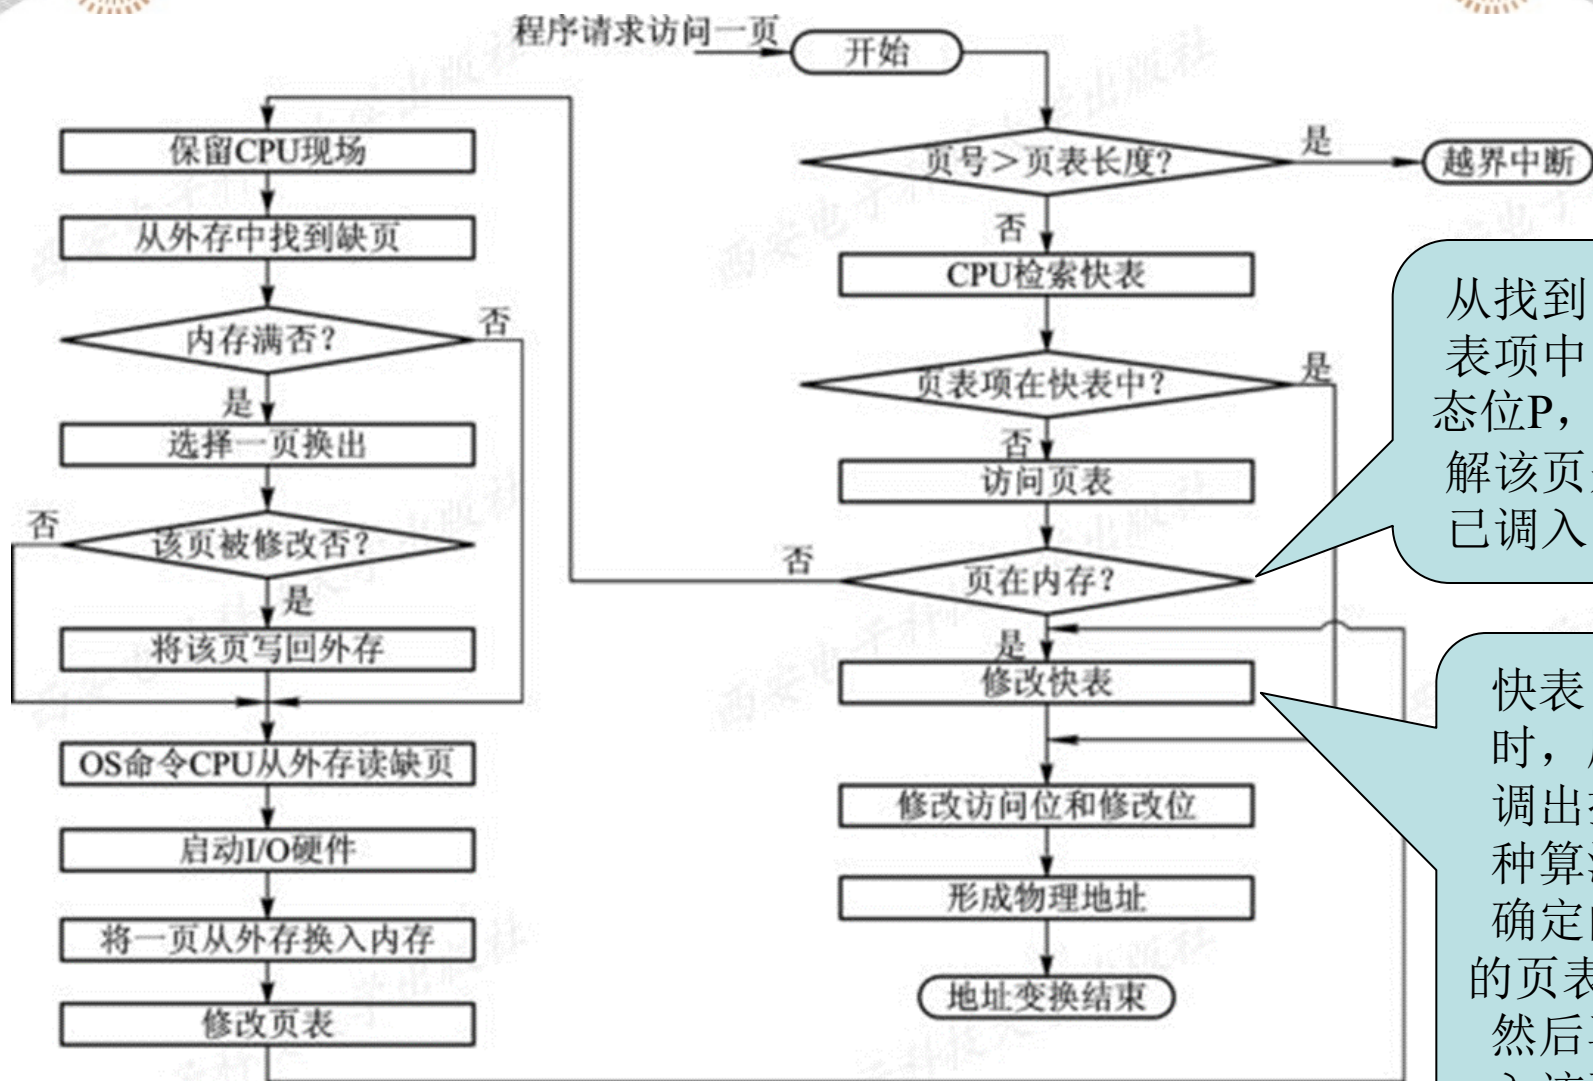 程序请求访问一页
开始
保留CPU现场
从外存中找到缺页
内存满否?
否
是
选择一页换出
否
该页被修改否?
是
将该页写回外存
OS命令CPU从外存读缺页
启动I/O硬件
将一页从外存换入内存
修改页表
页号>页表长度?
是
越界中断
否
CPU检索快表
页表项在快表中?
是
否
访问页表
否
页在内存?
是
修改快表
修改访问位和修改位
形成物理地址
地址变换结束
从找到
表项中
态位P,
解该页
已调入
快表
时,
调出
种算
确定
的页表
然后